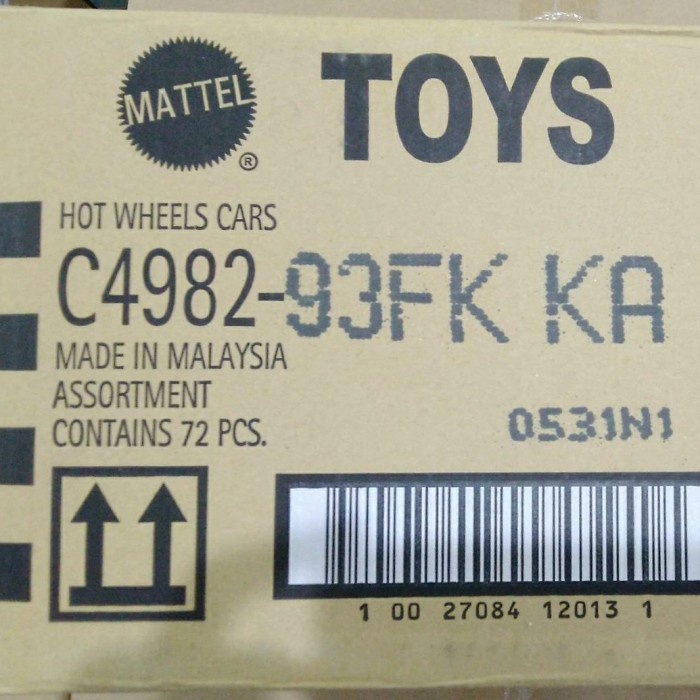 MATTEL ®
TOYS
HOT WHEELS CARS
C4982-93FK KA
MADE IN MALAYSIA
ASSORTMENT
CONTAINS 72 PCS.
0531N1
1 00 27084 12013 1